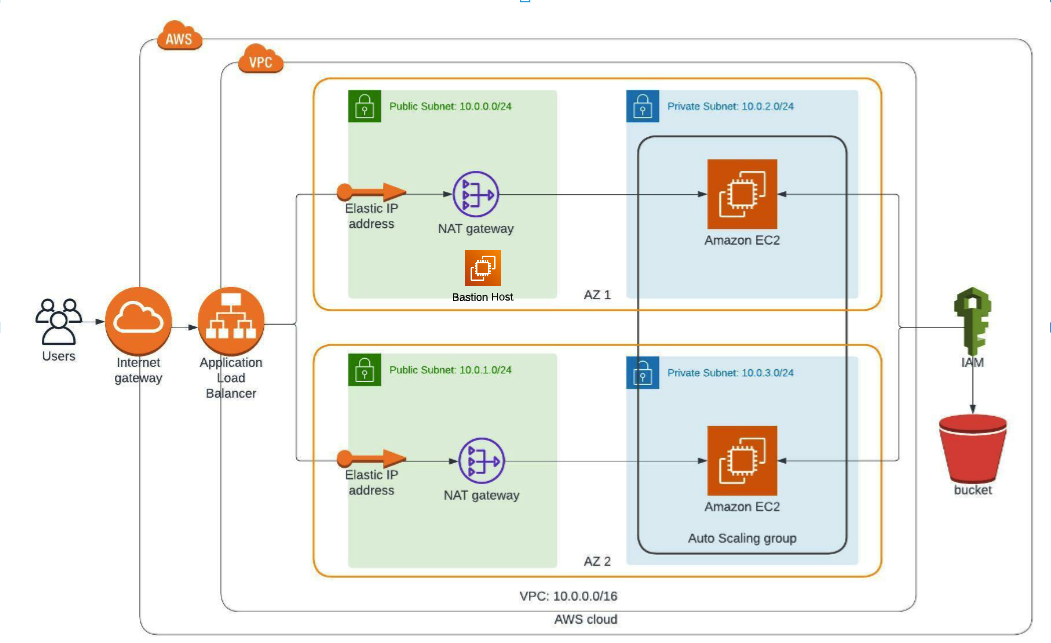 AWS
VPC
Public Subnet: 10.0.0.0/24
Private Subnet: 10.0.2.0/24
Elastic IP
address
NAT gateway
Amazon EC2
Bastion Host
AZ 1
Users
Internet
gateway
Application
Load
Balancer
IAM
Public Subnet: 10.0.1.0/24
Private Subnet: 10.0.3.0/24
Elastic IP
address
NAT gateway
Amazon EC2
bucket
Auto Scaling group
AZ 2
VPC: 10.0.0.0/16
AWS cloud